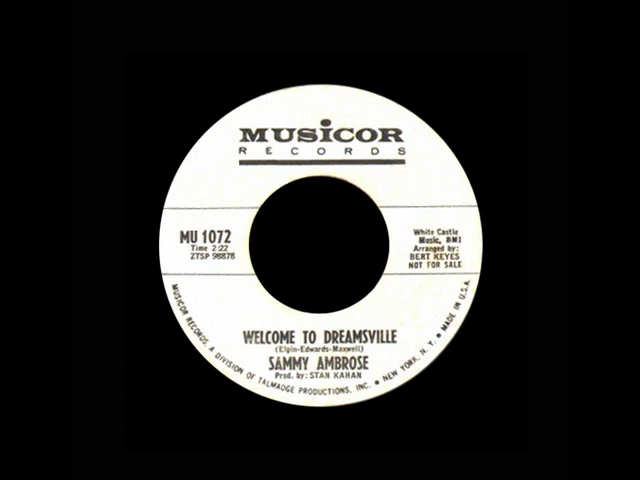 MUSICOR
RECORDS
MU 1072
Time 2:22
ZTSP 98878
White Castle
Music, BMI
Arranged by:
BERT KEYES
NOT FOR SALE
WELCOME TO DREAMSVILLE
(Elgin-Edwards-Maxwell)
SAMMY AMBROSE
Prod. by: STAN KAHAN
MUSICOR RECORDS, A DIVISION OF TALMADGE PRODUCTIONS, INC. • NEW YORK, N. Y. • MADE IN U.S.A.